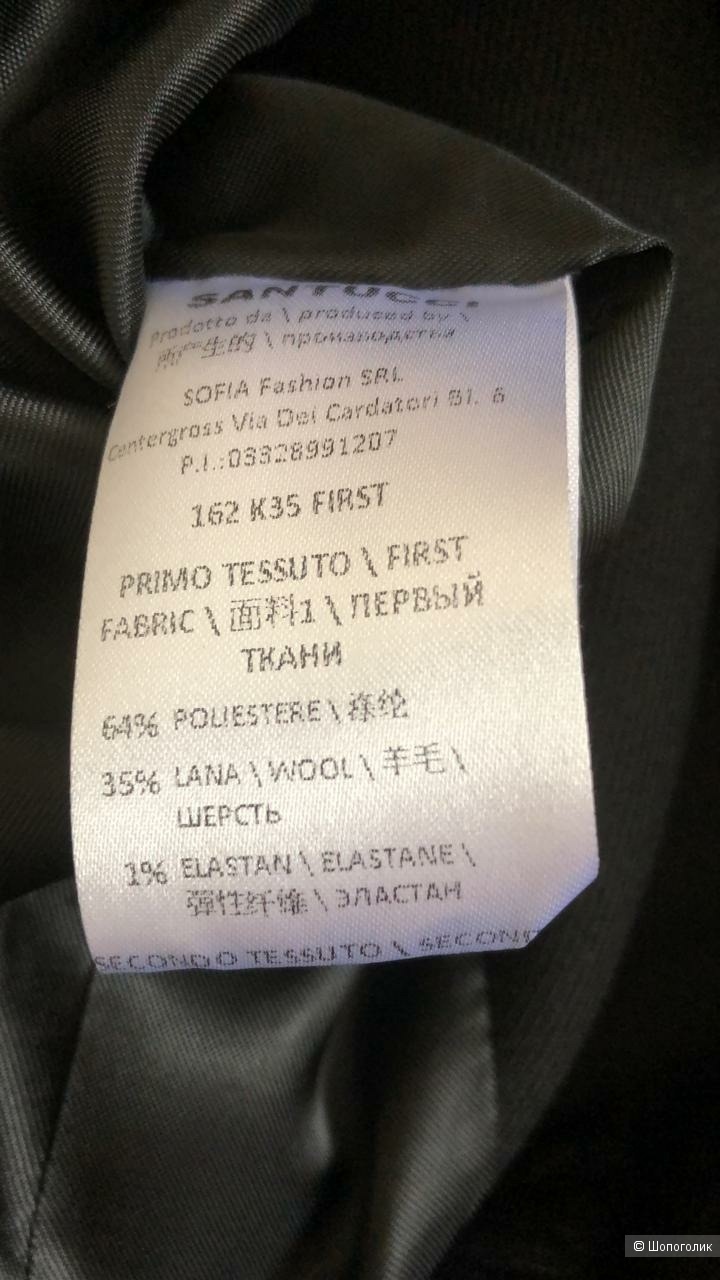 SANTUCCI
Prodotto da \ produced by \
所产生的 \ производства
SOFIA Fashion SRL
Centergross Via Dei Cardatori Bl. 6
P.I.:03328991207
162 K35 FIRST
PRIMO TESSUTO \ FIRST
FABRIC \ 面料1 \ ПЕРВЫЙ
ТКАНИ
64% POLIESTERE \ 涤纶
35% LANA \ WOOL \ 羊毛 \
ШЕРСТЬ
1% ELASTAN \ ELASTANE \
弹性纤维 \ ЭЛАСТАН
SECONDO TESSUTO \ SECOND
© Шопоголик